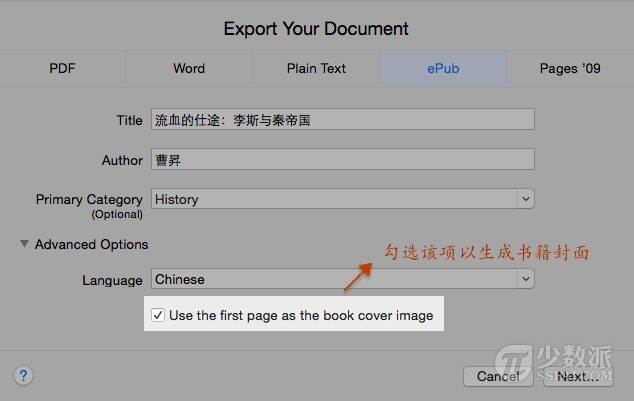 Export Your Document
PDF Word Plain Text ePub Pages ’09
Title 流血的仕途：李斯与秦帝国
Author 曹昇
Primary Category History
(Optional)
Advanced Options
勾选该项以生成书籍封面
Language Chinese
Use the first page as the book cover image
少数派
SSPAI.COM
? Cancel Next...